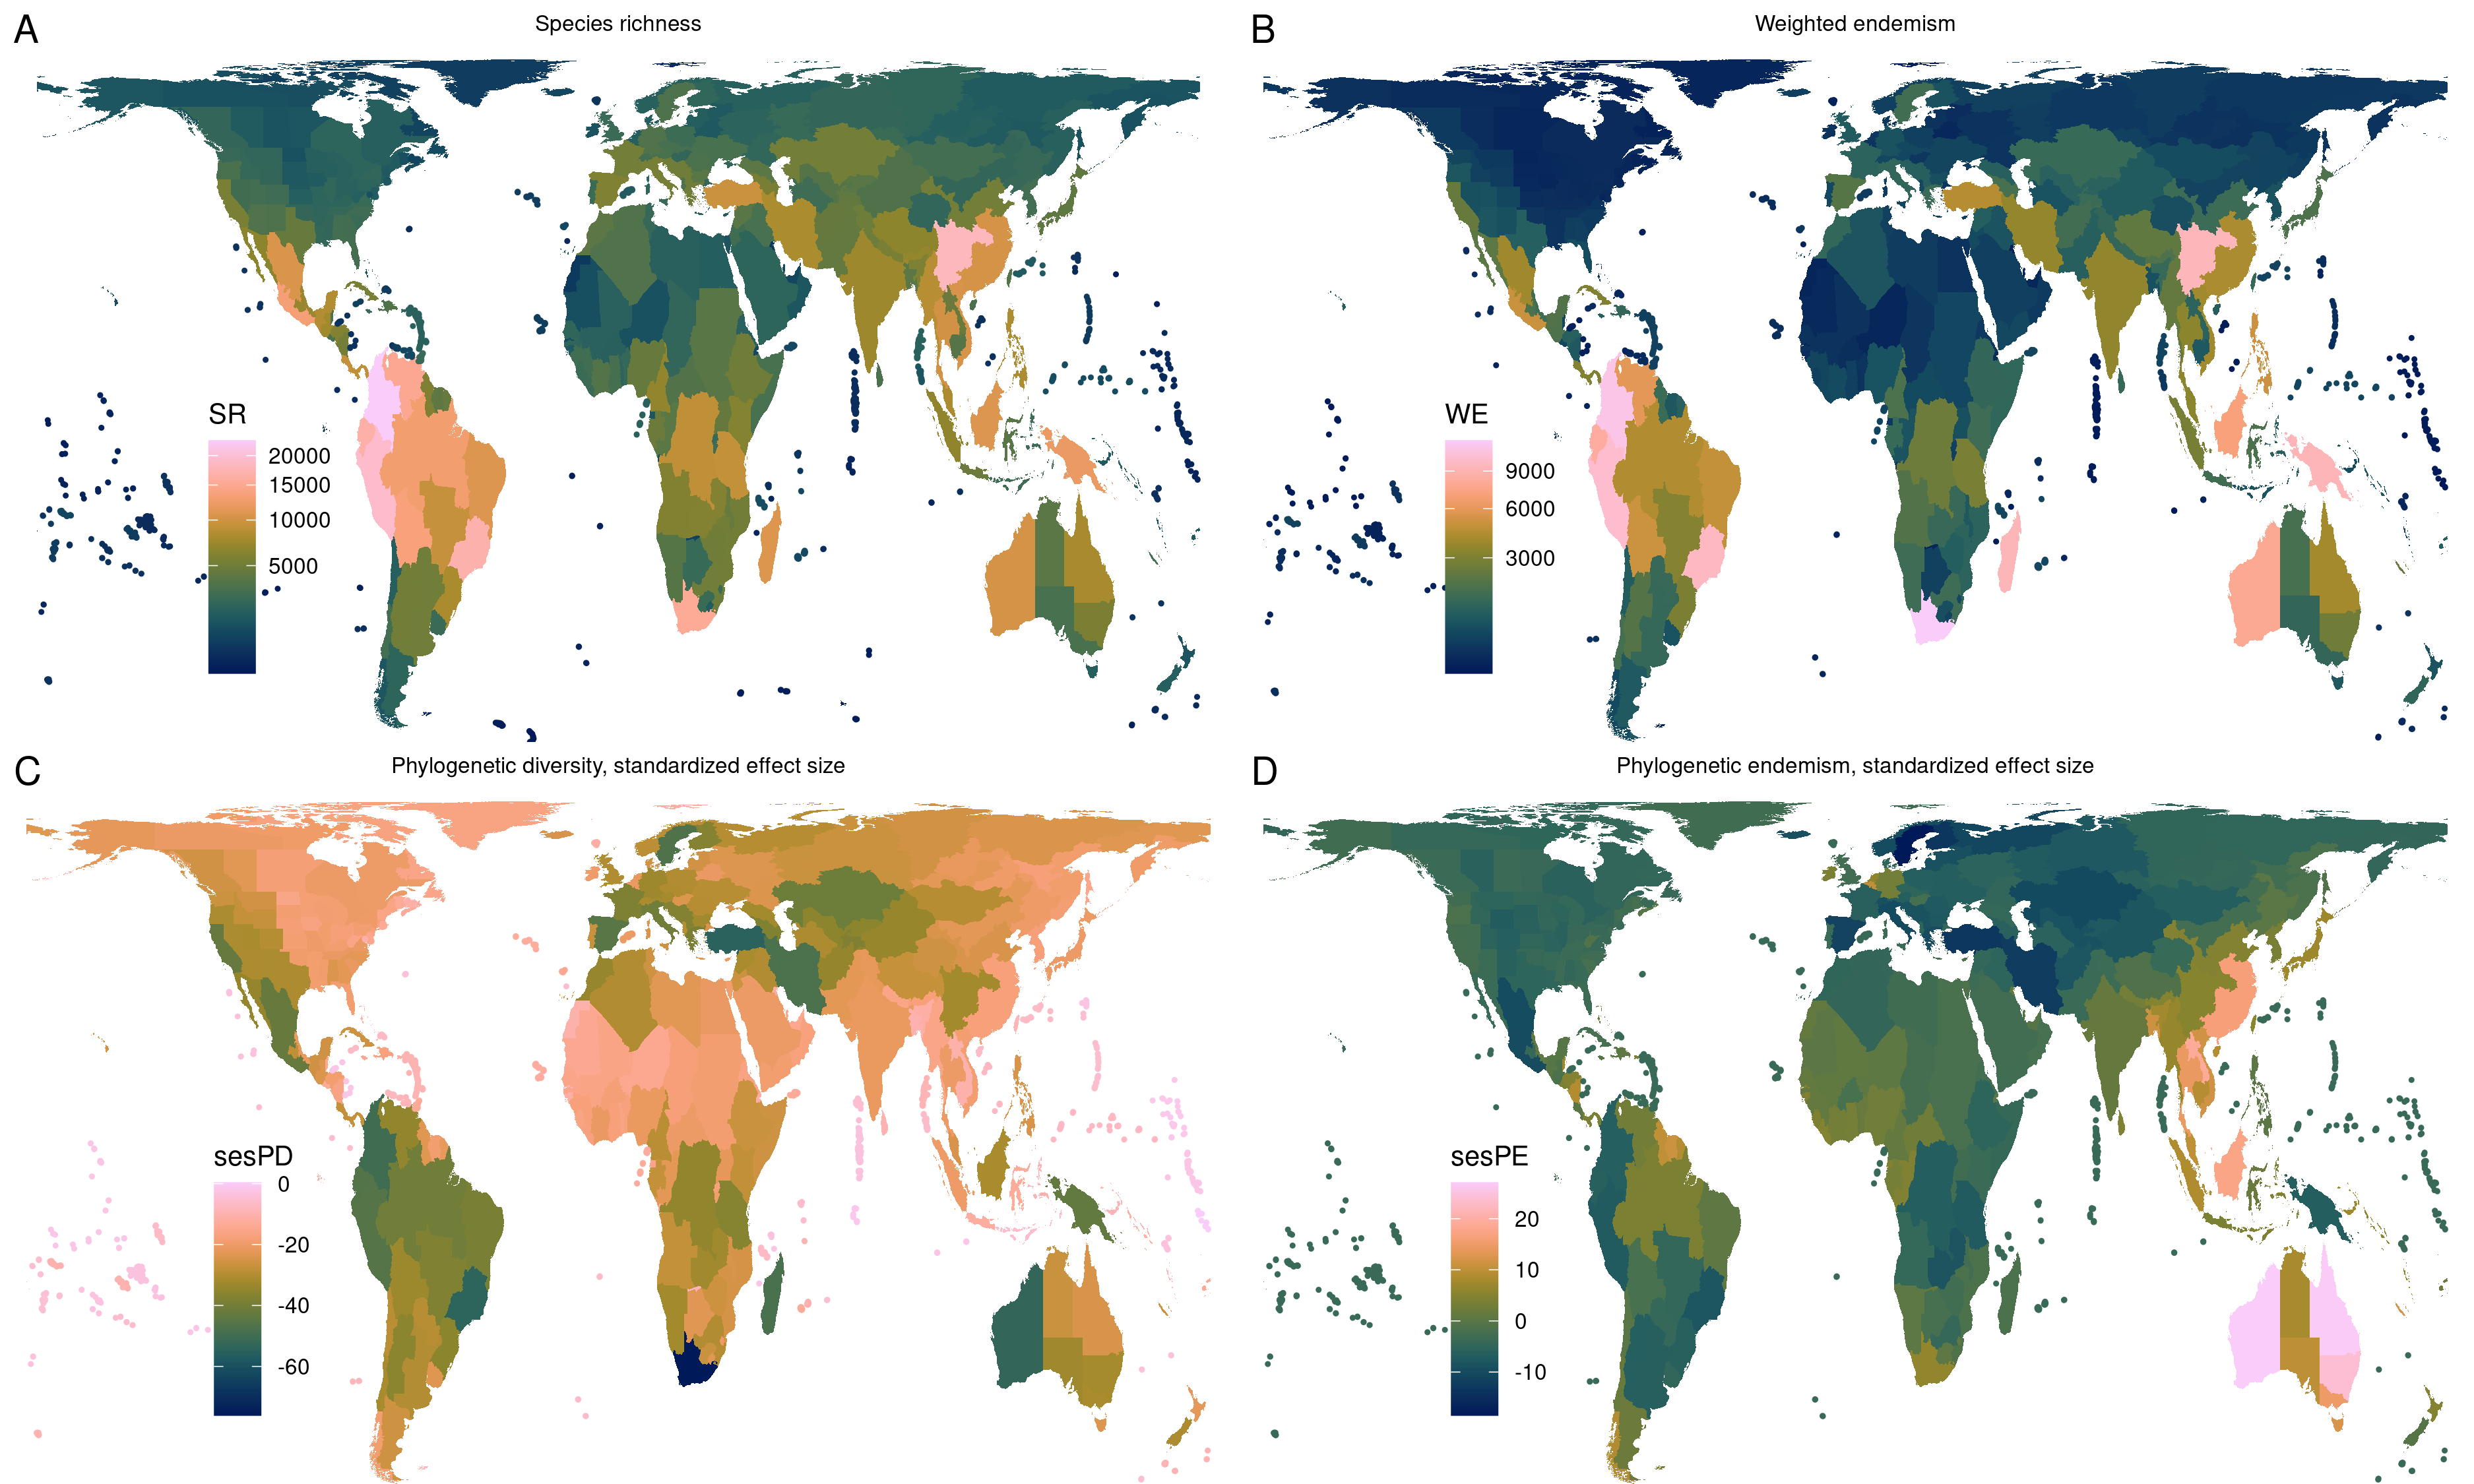 A
Species richness
SR
20000
15000
10000
5000
B
Weighted endemism
WE
9000
6000
3000
C
Phylogenetic diversity, standardized effect size
sesPD
0
-20
-40
-60
D
Phylogenetic endemism, standardized effect size
sesPE
20
10
0
-10